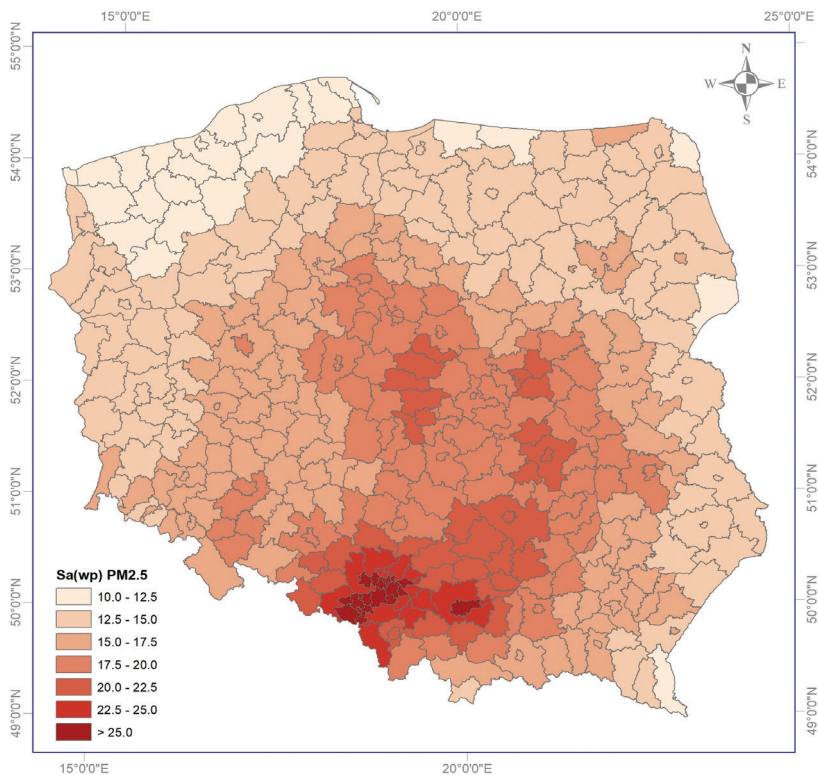 15°0'0"E 20°0'0"E 25°0'0"E
55°0'0"N
54°0'0"N
53°0'0"N
52°0'0"N
51°0'0"N
50°0'0"N
49°0'0"N
N
W E
S
54°0'0"N
53°0'0"N
52°0'0"N
51°0'0"N
50°0'0"N
49°0'0"N
Sa(wp) PM2.5
10.0 - 12.5
12.5 - 15.0
15.0 - 17.5
17.5 - 20.0
20.0 - 22.5
22.5 - 25.0
> 25.0
15°0'0"E 20°0'0"E